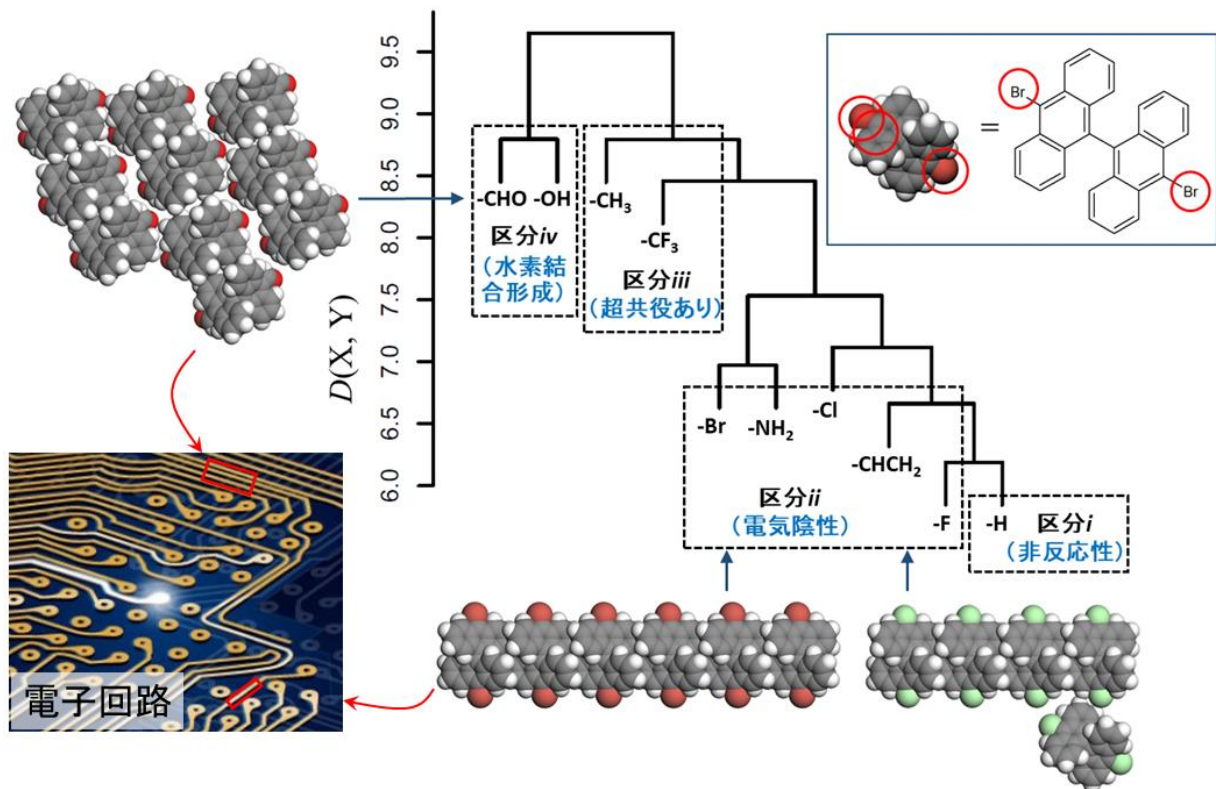 9.5
9.0
8.5
8.0
7.5
7.0
6.5
6.0
D(X, Y)
-CHO -OH
区分iv
（水素結
合形成）
-CH₃
-CF₃
区分iii
（超共役あり）
-Br
-NH₂
-Cl
-CHCH₂
-F
-H
区分ii
（電気陰性）
区分i
（非反応性）
=
Br
Br
電子回路